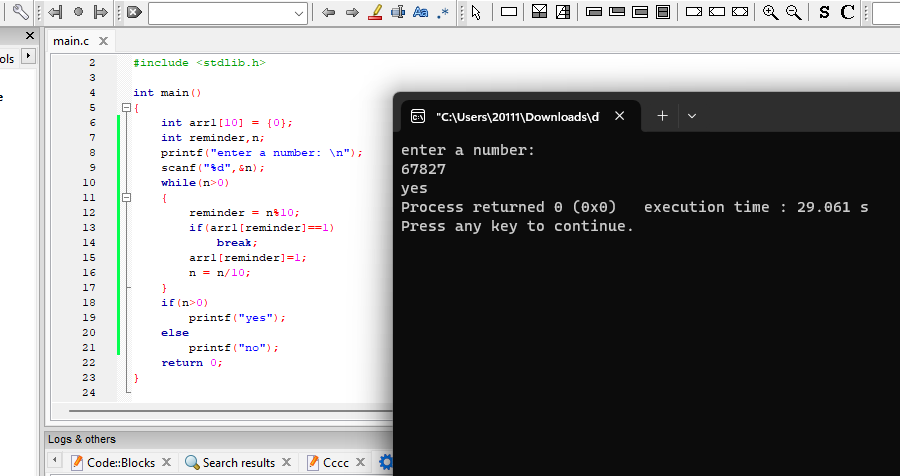 S C
main.c X
ols
e
2 #include <stdlib.h>
3
4 int main()
5 {
6 int arr1[10] = {0};
7 int reminder,n;
8 printf("enter a number: \n");
9 scanf("%d",&n);
10 while(n>0)
11 {
12 reminder = n%10;
13 if(arr1[reminder]==1)
14 break;
15 arr1[reminder]=1;
16 n = n/10;
17 }
18 if(n>0)
19 printf("yes");
20 else
21 printf("no");
22 return 0;
23 }
24
"C:\Users\20111\Downloads\d
enter a number:
67827
yes
Process returned 0 (0x0)   execution time : 29.061 s
Press any key to continue.
Logs & others
Code::Blocks X Search results X Cccc X